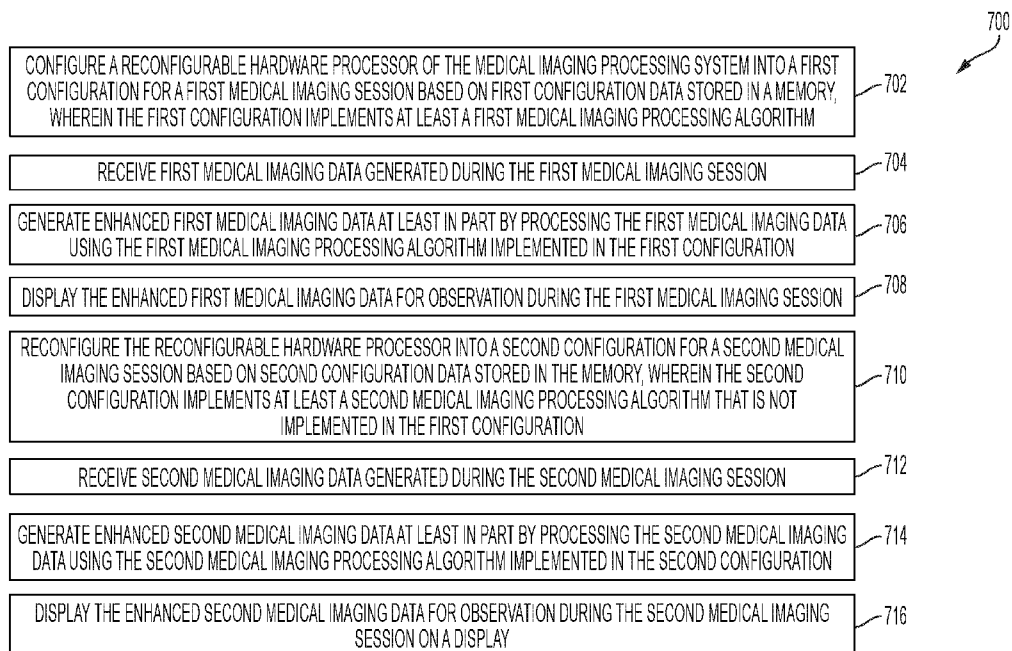 700
CONFIGURE A RECONFIGURABLE HARDWARE PROCESSOR OF THE MEDICAL IMAGING PROCESSING SYSTEM INTO A FIRST
CONFIGURATION FOR A FIRST MEDICAL IMAGING SESSION BASED ON FIRST CONFIGURATION DATA STORED IN A MEMORY,
WHEREIN THE FIRST CONFIGURATION IMPLEMENTS AT LEAST A FIRST MEDICAL IMAGING PROCESSING ALGORITHM
702
RECEIVE FIRST MEDICAL IMAGING DATA GENERATED DURING THE FIRST MEDICAL IMAGING SESSION
704
GENERATE ENHANCED FIRST MEDICAL IMAGING DATA AT LEAST IN PART BY PROCESSING THE FIRST MEDICAL IMAGING DATA
USING THE FIRST MEDICAL IMAGING PROCESSING ALGORITHM IMPLEMENTED IN THE FIRST CONFIGURATION
706
DISPLAY THE ENHANCED FIRST MEDICAL IMAGING DATA FOR OBSERVATION DURING THE FIRST MEDICAL IMAGING SESSION
708
RECONFIGURE THE RECONFIGURABLE HARDWARE PROCESSOR INTO A SECOND CONFIGURATION FOR A SECOND MEDICAL
IMAGING SESSION BASED ON SECOND CONFIGURATION DATA STORED IN THE MEMORY, WHEREIN THE SECOND
CONFIGURATION IMPLEMENTS AT LEAST A SECOND MEDICAL IMAGING PROCESSING ALGORITHM THAT IS NOT
IMPLEMENTED IN THE FIRST CONFIGURATION
710
RECEIVE SECOND MEDICAL IMAGING DATA GENERATED DURING THE SECOND MEDICAL IMAGING SESSION
712
GENERATE ENHANCED SECOND MEDICAL IMAGING DATA AT LEAST IN PART BY PROCESSING THE SECOND MEDICAL IMAGING
DATA USING THE SECOND MEDICAL IMAGING PROCESSING ALGORITHM IMPLEMENTED IN THE SECOND CONFIGURATION
714
DISPLAY THE ENHANCED SECOND MEDICAL IMAGING DATA FOR OBSERVATION DURING THE SECOND MEDICAL IMAGING
SESSION ON A DISPLAY
716